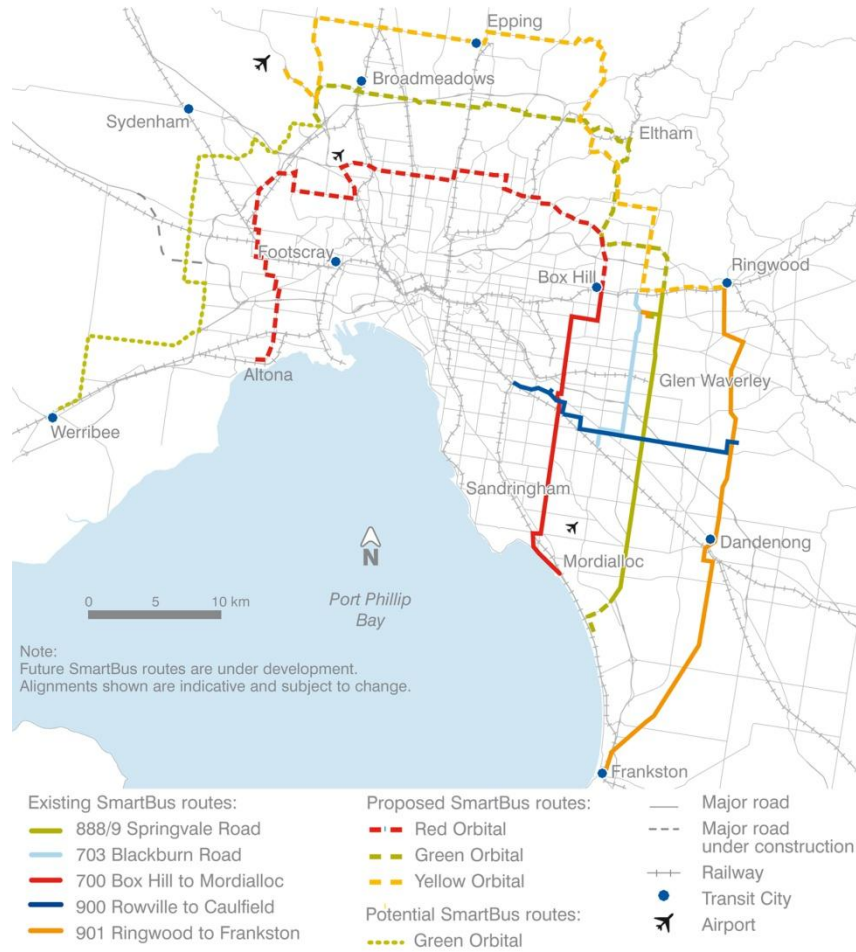 Epping
Broadmeadows
Sydenham
Eltham
Footscray
Box Hill
Ringwood
Altona
Glen Waverley
Werribee
Sandringham
Dandenong
Mordialloc
N
0 5 10 km
Port Phillip
Bay
Note:
Future SmartBus routes are under development.
Alignments shown are indicative and subject to change.
Frankston
Existing SmartBus routes:
888/9 Springvale Road
703 Blackburn Road
700 Box Hill to Mordialloc
900 Rowville to Caulfield
901 Ringwood to Frankston
Proposed SmartBus routes:
Red Orbital
Green Orbital
Yellow Orbital
Potential SmartBus routes:
Green Orbital
Major road
Major road
under construction
Railway
Transit City
Airport